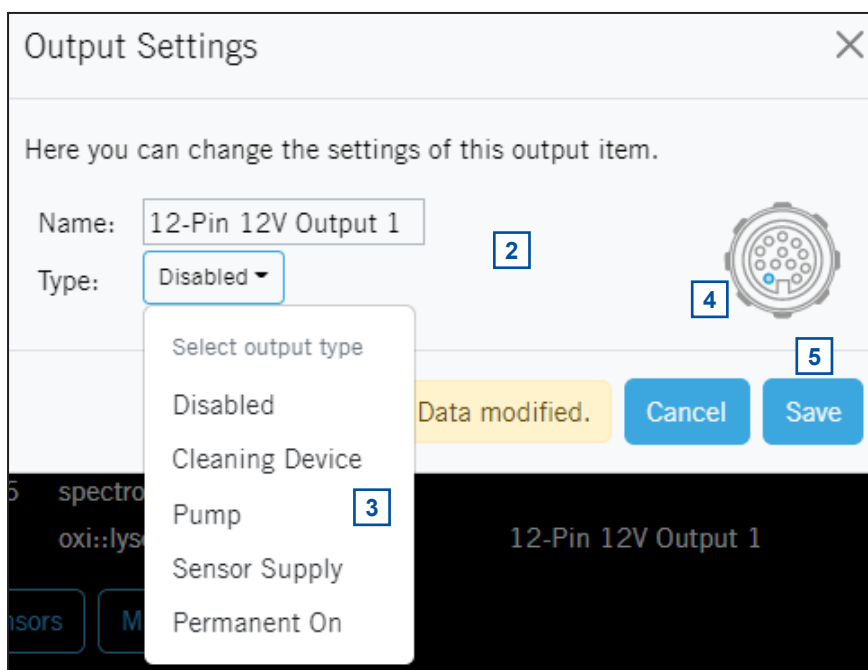 Output Settings
Here you can change the settings of this output item.
Name: 12-Pin 12V Output 1
2
Type: Disabled
4
Select output type
5
Disabled
Data modified. Cancel Save
Cleaning Device
5 spectro
Pump
3
oxi::lys 12-Pin 12V Output 1
Sensor Supply
nsors M
Permanent On